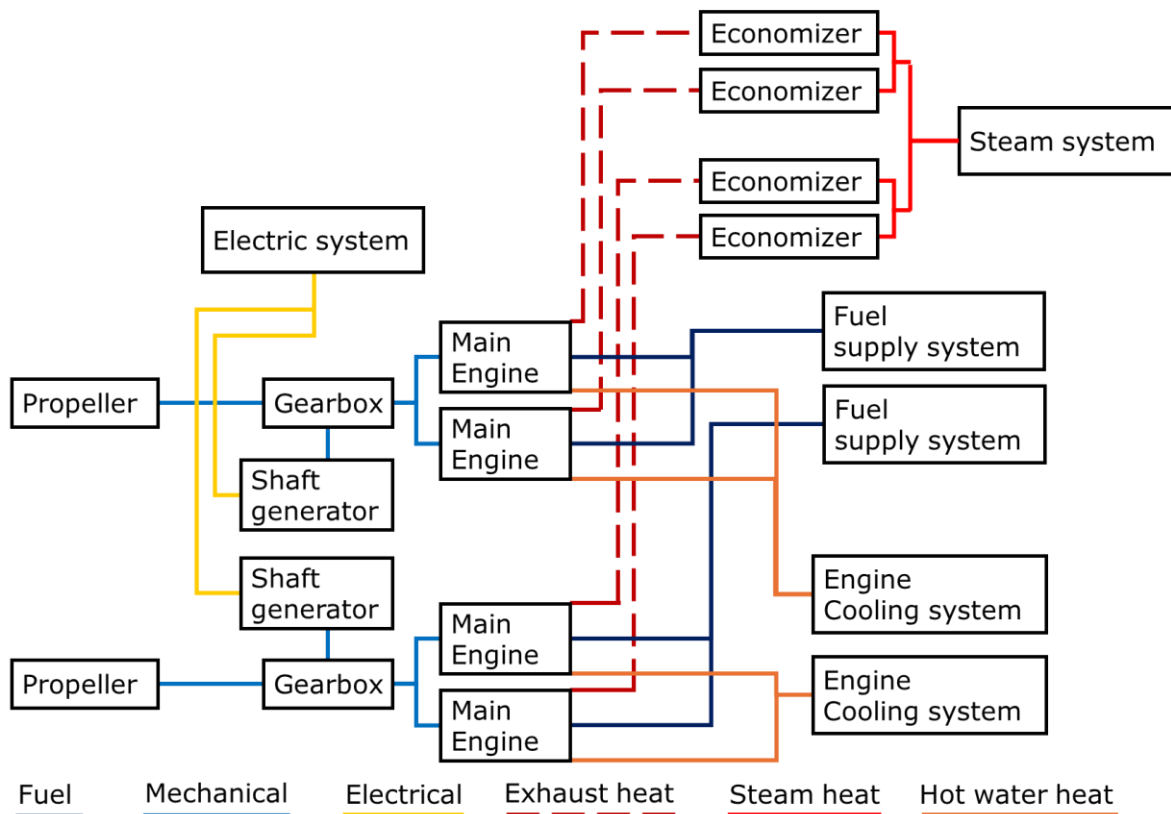 Economizer
Economizer
Steam system
Economizer
Economizer
Electric system
Fuel
supply system
Main
Engine
Propeller
Gearbox
Fuel
supply system
Main
Engine
Shaft
generator
Shaft
generator
Engine
Cooling system
Main
Engine
Propeller
Gearbox
Engine
Cooling system
Main
Engine
Fuel Mechanical Electrical Exhaust heat Steam heat Hot water heat